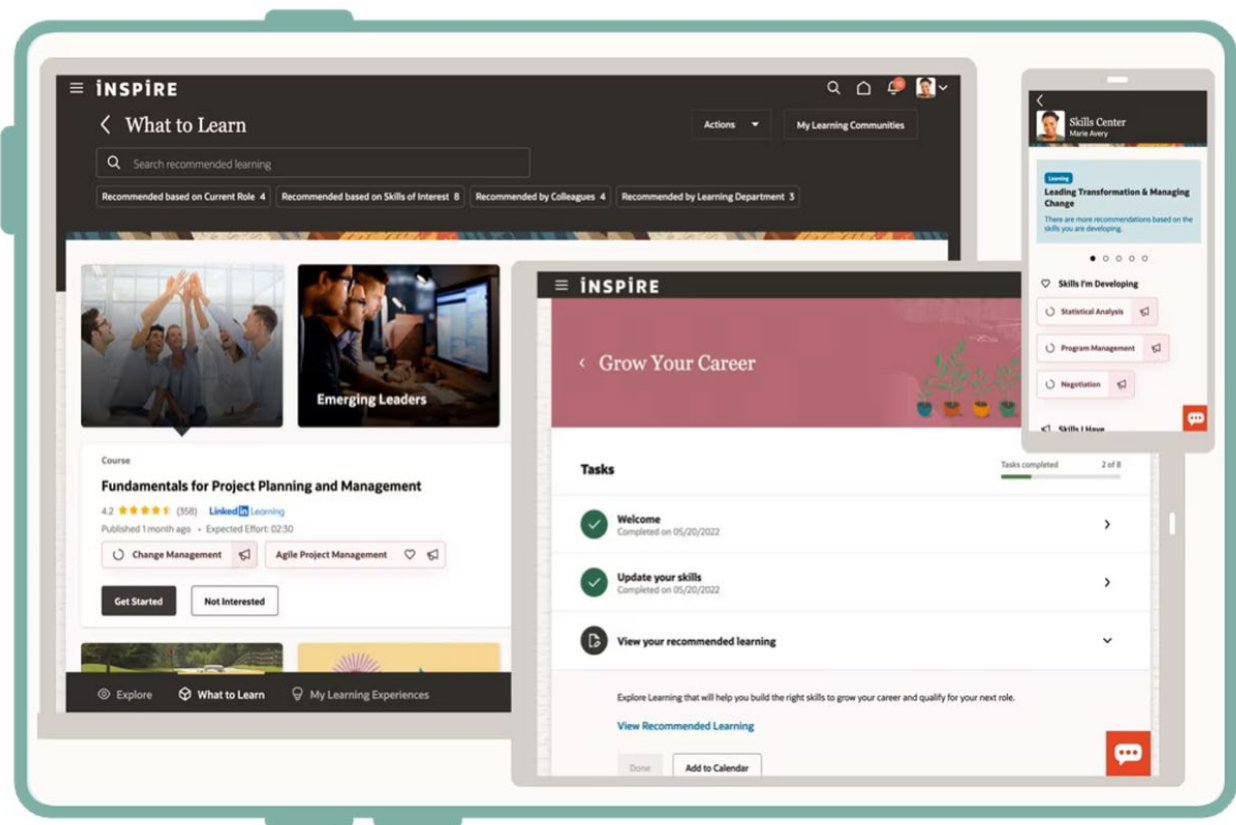 iNSPiRE
What to Learn
Actions
My Learning Communities
Search recommended learning
Recommended based on Current Role 4
Recommended based on Skills of Interest 8
Recommended by Colleagues 4
Recommended by Learning Department 3
Emerging Leaders
Course
Fundamentals for Project Planning and Management
4.2 (358) LinkedIn Learning
Published 1 month ago • Expected Effort: 02:30
Change Management
Agile Project Management
Get Started
Not Interested
Explore
What to Learn
My Learning Experiences
iNSPiRE
Grow Your Career
Tasks
Tasks completed 2 of 8
Welcome
Completed on 05/20/2022
Update your skills
Completed on 05/20/2022
View your recommended learning
Explore Learning that will help you build the right skills to grow your career and qualify for your next role.
View Recommended Learning
Done
Add to Calendar
Skills Center
Marie Avery
Learning
Leading Transformation & Managing
Change
There are more recommendations based on the
skills you are developing.
Skills I'm Developing
Statistical Analysis
Program Management
Negotiation
Skills I Have